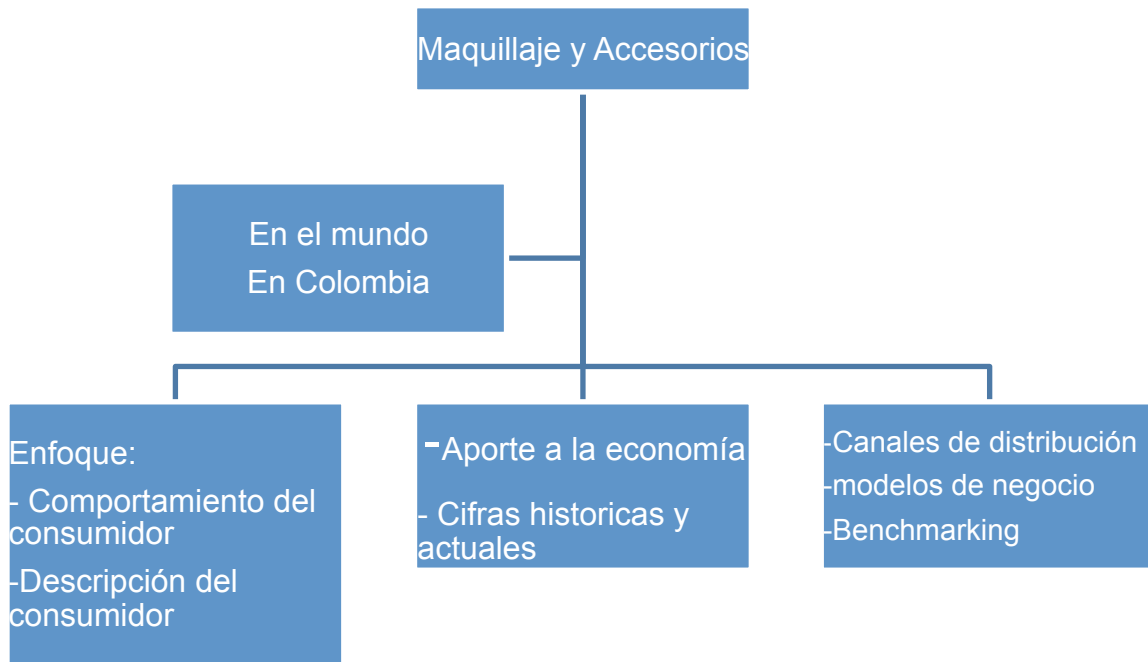 Maquillaje y Accesorios
En el mundo
En Colombia
Enfoque:
- Comportamiento del
consumidor
-Descripción del
consumidor
-Aporte a la economía
- Cifras historicas y
actuales
-Canales de distribución
-modelos de negocio
-Benchmarking